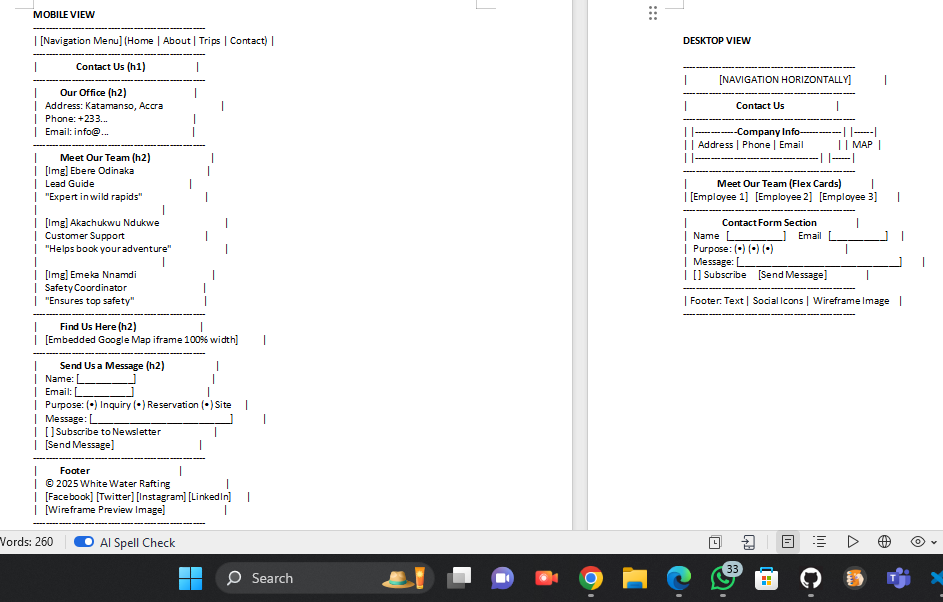 MOBILE VIEW
----------------------------------------------------
| [Navigation Menu] (Home | About | Trips | Contact) |
----------------------------------------------------
| Contact Us (h1) |
----------------------------------------------------
| Our Office (h2) |
| Address: Katamanso, Accra |
| Phone: +233... |
| Email: info@... |
----------------------------------------------------
| Meet Our Team (h2) |
| [Img] Ebere Odinaka |
| Lead Guide |
| "Expert in wild rapids" |
| |
| [Img] Akachukwu Ndukwe |
| Customer Support |
| "Helps book your adventure" |
| |
| [Img] Emeka Nnamdi |
| Safety Coordinator |
| "Ensures top safety" |
----------------------------------------------------
| Find Us Here (h2) |
| [Embedded Google Map iframe 100% width] |
----------------------------------------------------
| Send Us a Message (h2) |
| Name: [___________] |
| Email: [___________] |
| Purpose: (•) Inquiry (•) Reservation (•) Site |
| Message: [___________________________] |
| [ ] Subscribe to Newsletter |
| [Send Message] |
----------------------------------------------------
| Footer |
| © 2025 White Water Rafting |
| [Facebook] [Twitter] [Instagram] [LinkedIn] |
| [Wireframe Preview Image] |
----------------------------------------------------
DESKTOP VIEW
----------------------------------------------------
| [NAVIGATION HORIZONTALLY] |
----------------------------------------------------
| Contact Us |
----------------------------------------------------
| |------------Company Info------------| |------|
| | Address | Phone | Email | | MAP |
| |------------------------------------| |------|
----------------------------------------------------
| Meet Our Team (Flex Cards) |
| [Employee 1] [Employee 2] [Employee 3] |
----------------------------------------------------
| Contact Form Section |
| Name [___________] Email [___________] |
| Purpose: (•) (•) (•) |
| Message: [________________________________] |
| [ ] Subscribe [Send Message] |
----------------------------------------------------
| Footer: Text | Social Icons | Wireframe Image |
----------------------------------------------------
Words: 260 AI Spell Check
Search
33